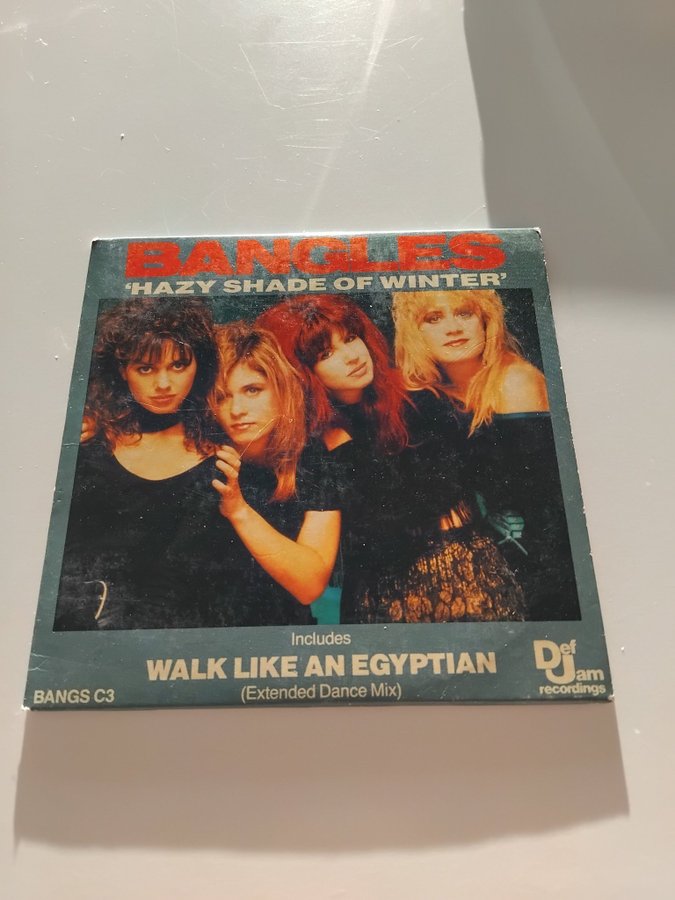 BANGLES
'HAZY SHADE OF WINTER'
Includes
WALK LIKE AN EGYPTIAN
(Extended Dance Mix)
BANGS C3
Def
Jam
recordings